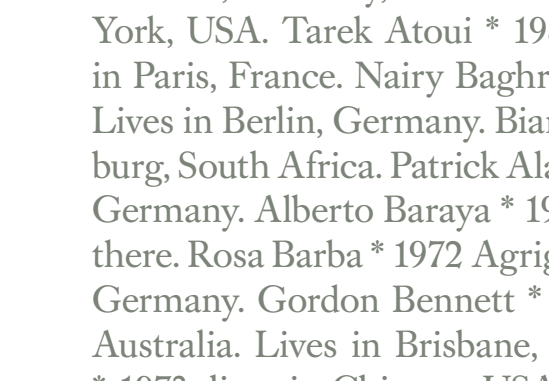 York, USA. Tarek Atoui * 19
in Paris, France. Nairy Baghr
Lives in Berlin, Germany. Bia
burg, South Africa. Patrick Ala
Germany. Alberto Baraya * 19
there. Rosa Barba * 1972 Agrig
Germany. Gordon Bennett *
Australia. Lives in Brisbane,